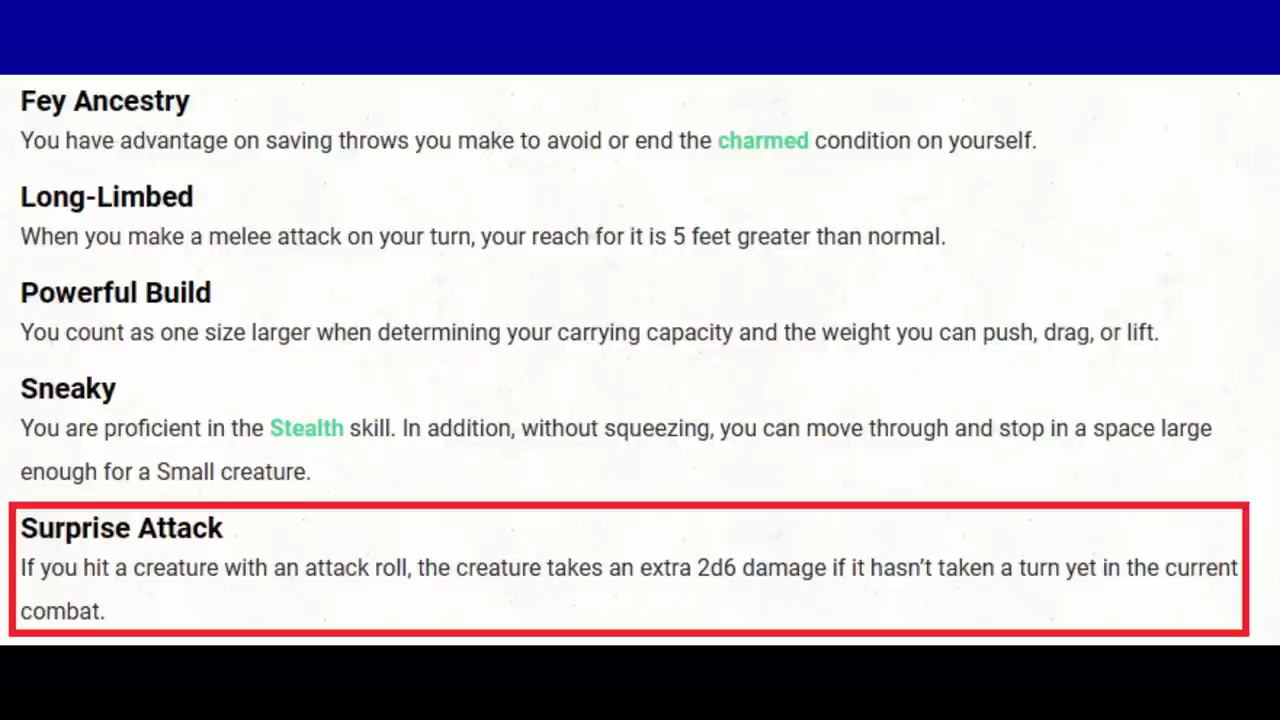 Fey Ancestry
You have advantage on saving throws you make to avoid or end the charmed condition on yourself.
Long-Limbed
When you make a melee attack on your turn, your reach for it is 5 feet greater than normal.
Powerful Build
You count as one size larger when determining your carrying capacity and the weight you can push, drag, or lift.
Sneaky
You are proficient in the Stealth skill. In addition, without squeezing, you can move through and stop in a space large
enough for a Small creature.
Surprise Attack
If you hit a creature with an attack roll, the creature takes an extra 2d6 damage if it hasn’t taken a turn yet in the current
combat.